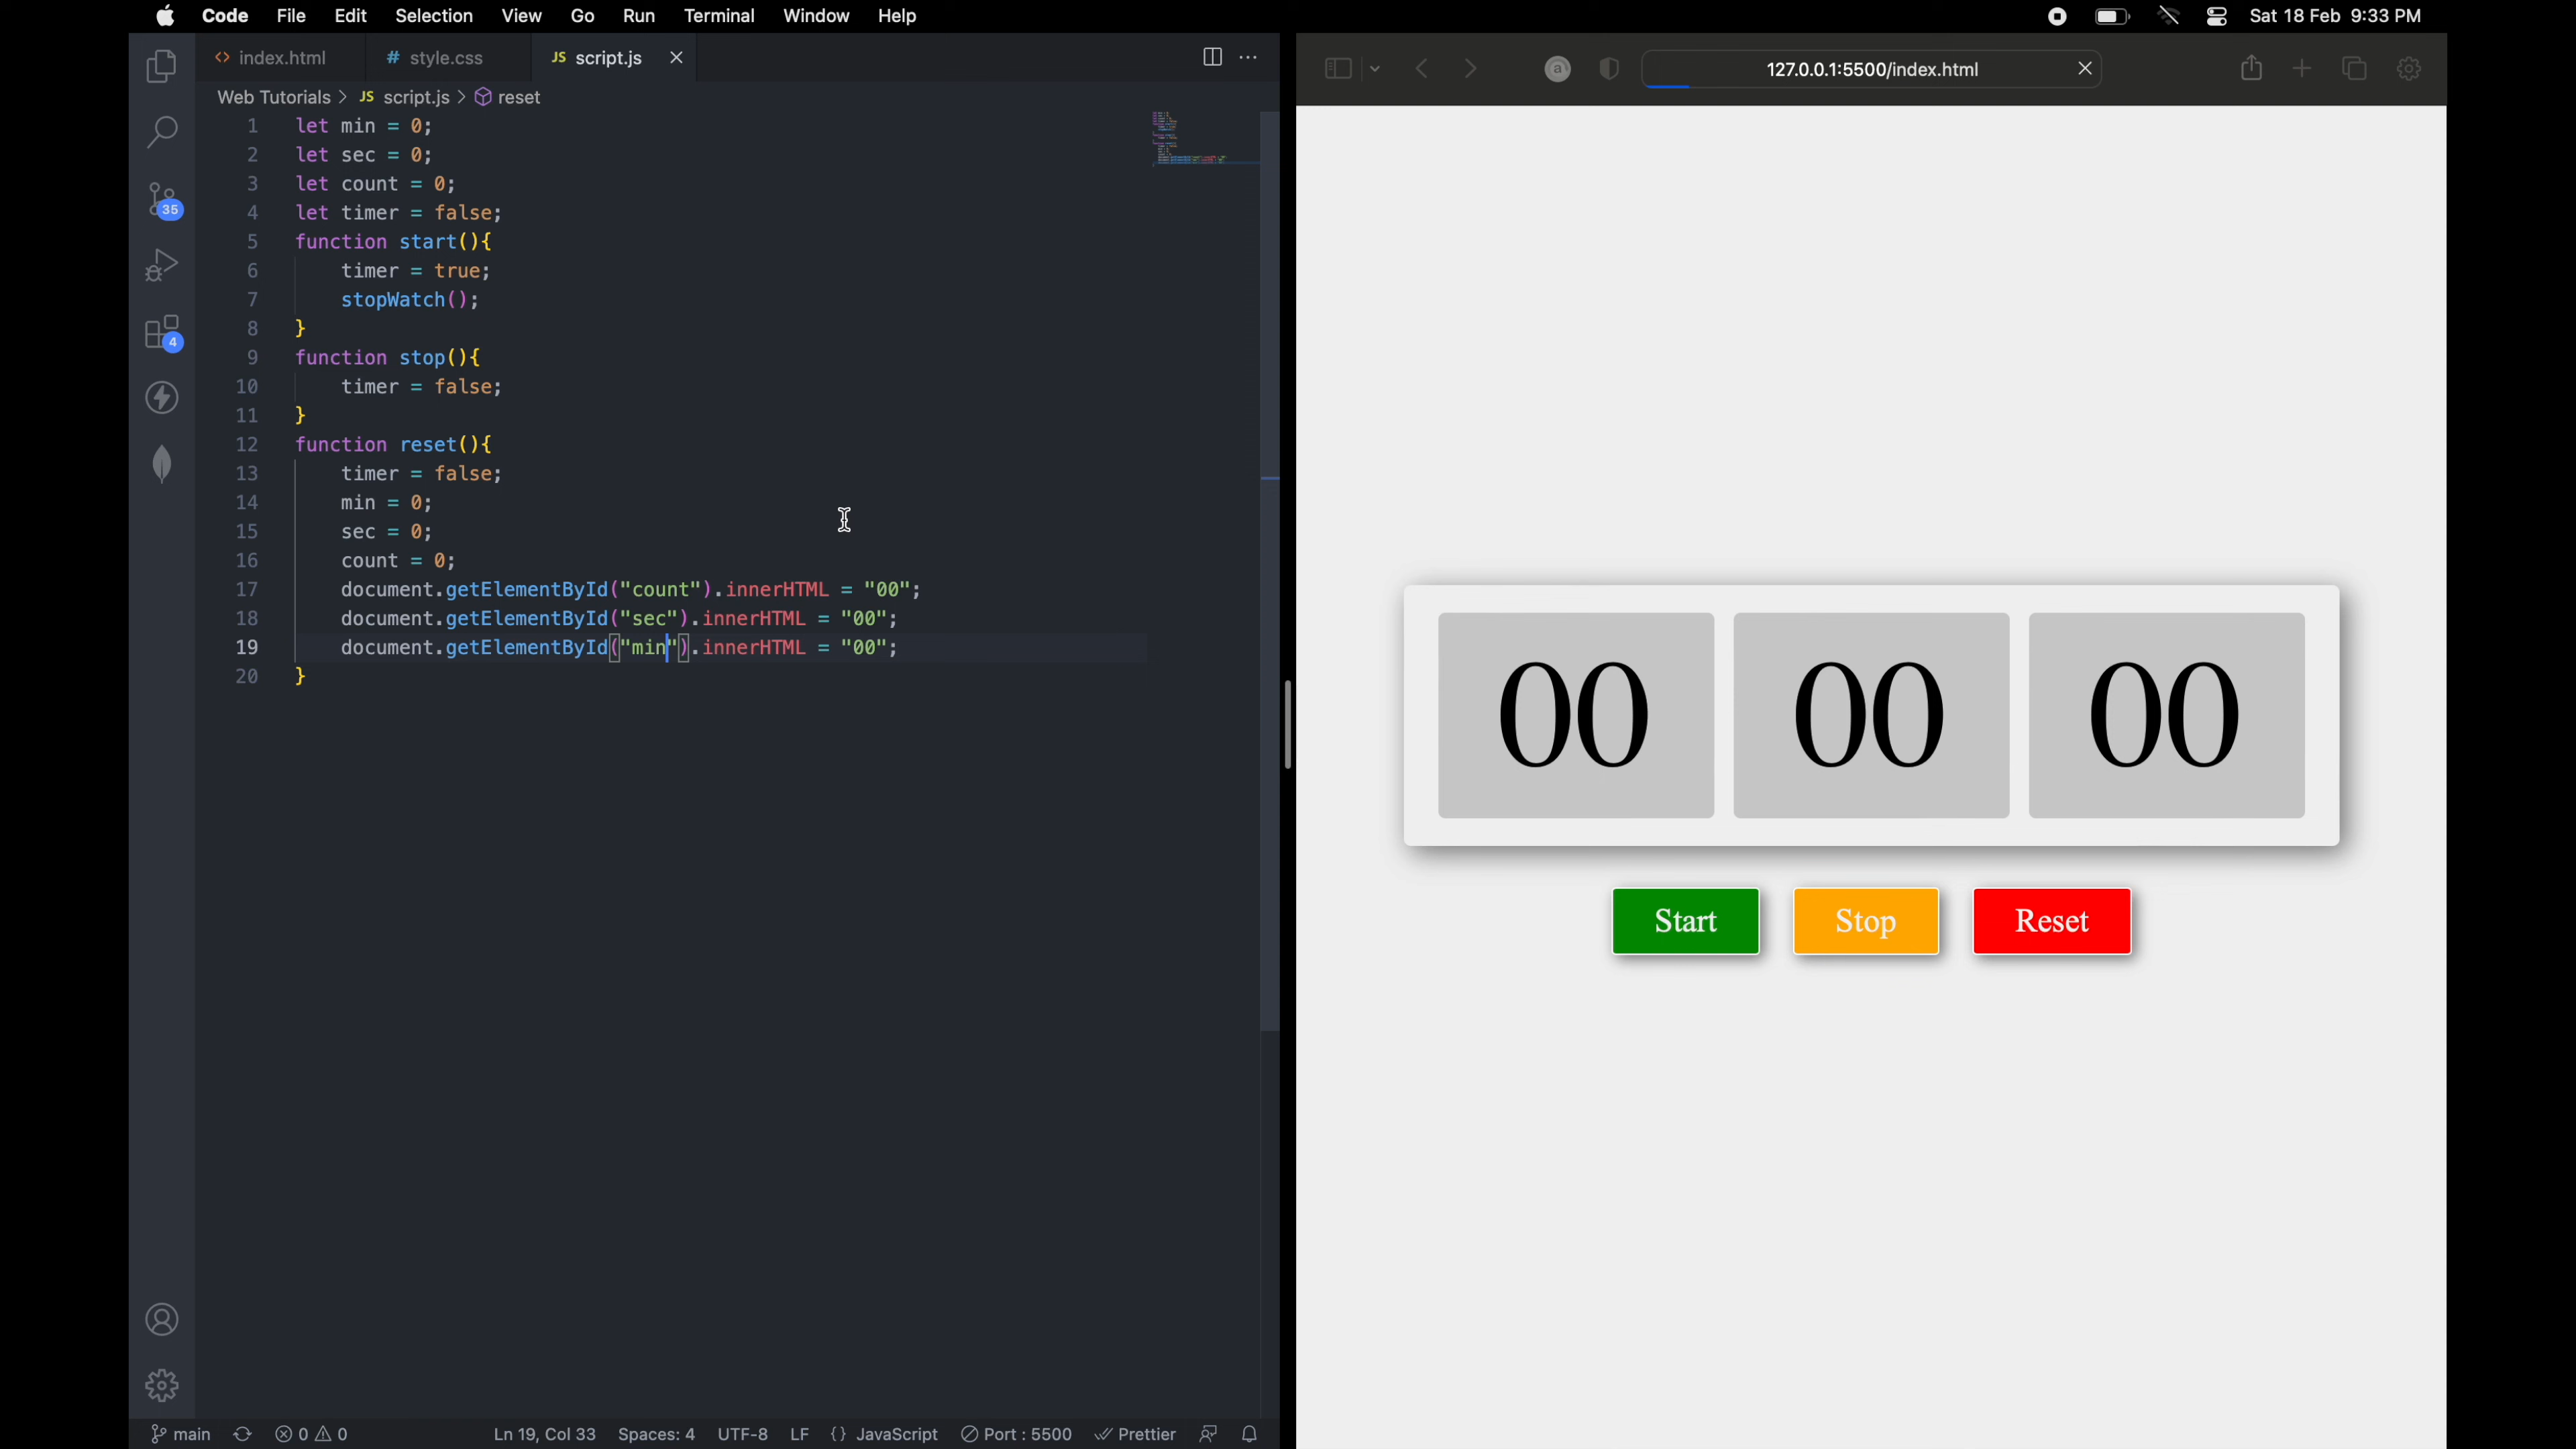 Code File Edit Selection View Go Run Terminal Window Help
Sat 18 Feb 9:33 PM
index.html
# style.css
JS script.js
127.0.0.1:5500/index.html
Web Tutorials > JS script.js > reset
1 let min = 0;
2 let sec = 0;
3 let count = 0;
4 let timer = false;
5 function start(){
6 timer = true;
7 stopWatch();
8 }
9 function stop(){
10 timer = false;
11 }
12 function reset(){
13 timer = false;
14 min = 0;
15 sec = 0;
16 count = 0;
17 document.getElementById("count").innerHTML = "00";
18 document.getElementById("sec").innerHTML = "00";
19 document.getElementById("min").innerHTML = "00";
20 }
35
4
00 00 00
Start Stop Reset
main 0 0 Ln 19, Col 33 Spaces: 4 UTF-8 LF {} JavaScript Port : 5500 Prettier